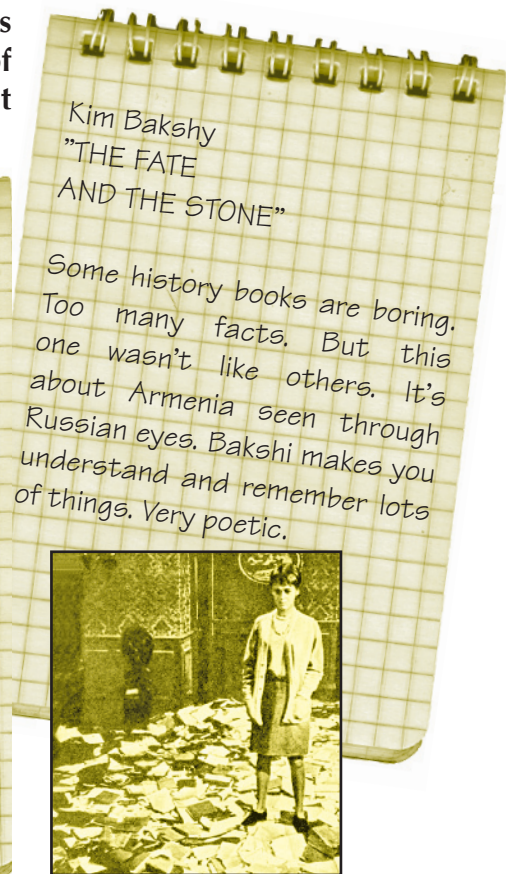 s
of
t
Kim Bakshy
”THE FATE
AND THE STONE”
Some history books are boring.
Too many facts. But this
one wasn't like others. It's
about Armenia seen through
Russian eyes. Bakshi makes you
understand and remember lots
of things. Very poetic.